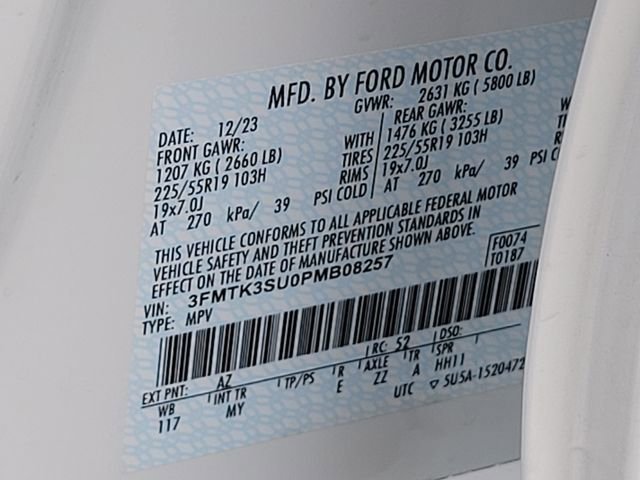 MFD. BY FORD MOTOR CO.
GVWR: 2631 KG ( 5800 LB)
DATE: 12/23
FRONT GAWR: REAR GAWR:
1207 KG ( 2660 LB) WITH 1476 KG ( 3255 LB)
225/55R19 103H TIRES 225/55R19 103H
19x7.0J RIMS 19x7.0J
AT 270 kPa/ 39 PSI COLD AT 270 kPa/ 39 PSI
THIS VEHICLE CONFORMS TO ALL APPLICABLE FEDERAL MOTOR
VEHICLE SAFETY AND THEFT PREVENTION STANDARDS IN
EFFECT ON THE DATE OF MANUFACTURE SHOWN ABOVE.
F0074
T0187
VIN: 3FMTK3SU0PMB08257
TYPE: MPV
EXT PNT: AZ RC: 52 DSO:
WB INT TR TP/PS R AXLE TR SPR
117 MY E ZZ A HH11
UTC ▽ 5U5A-1520472